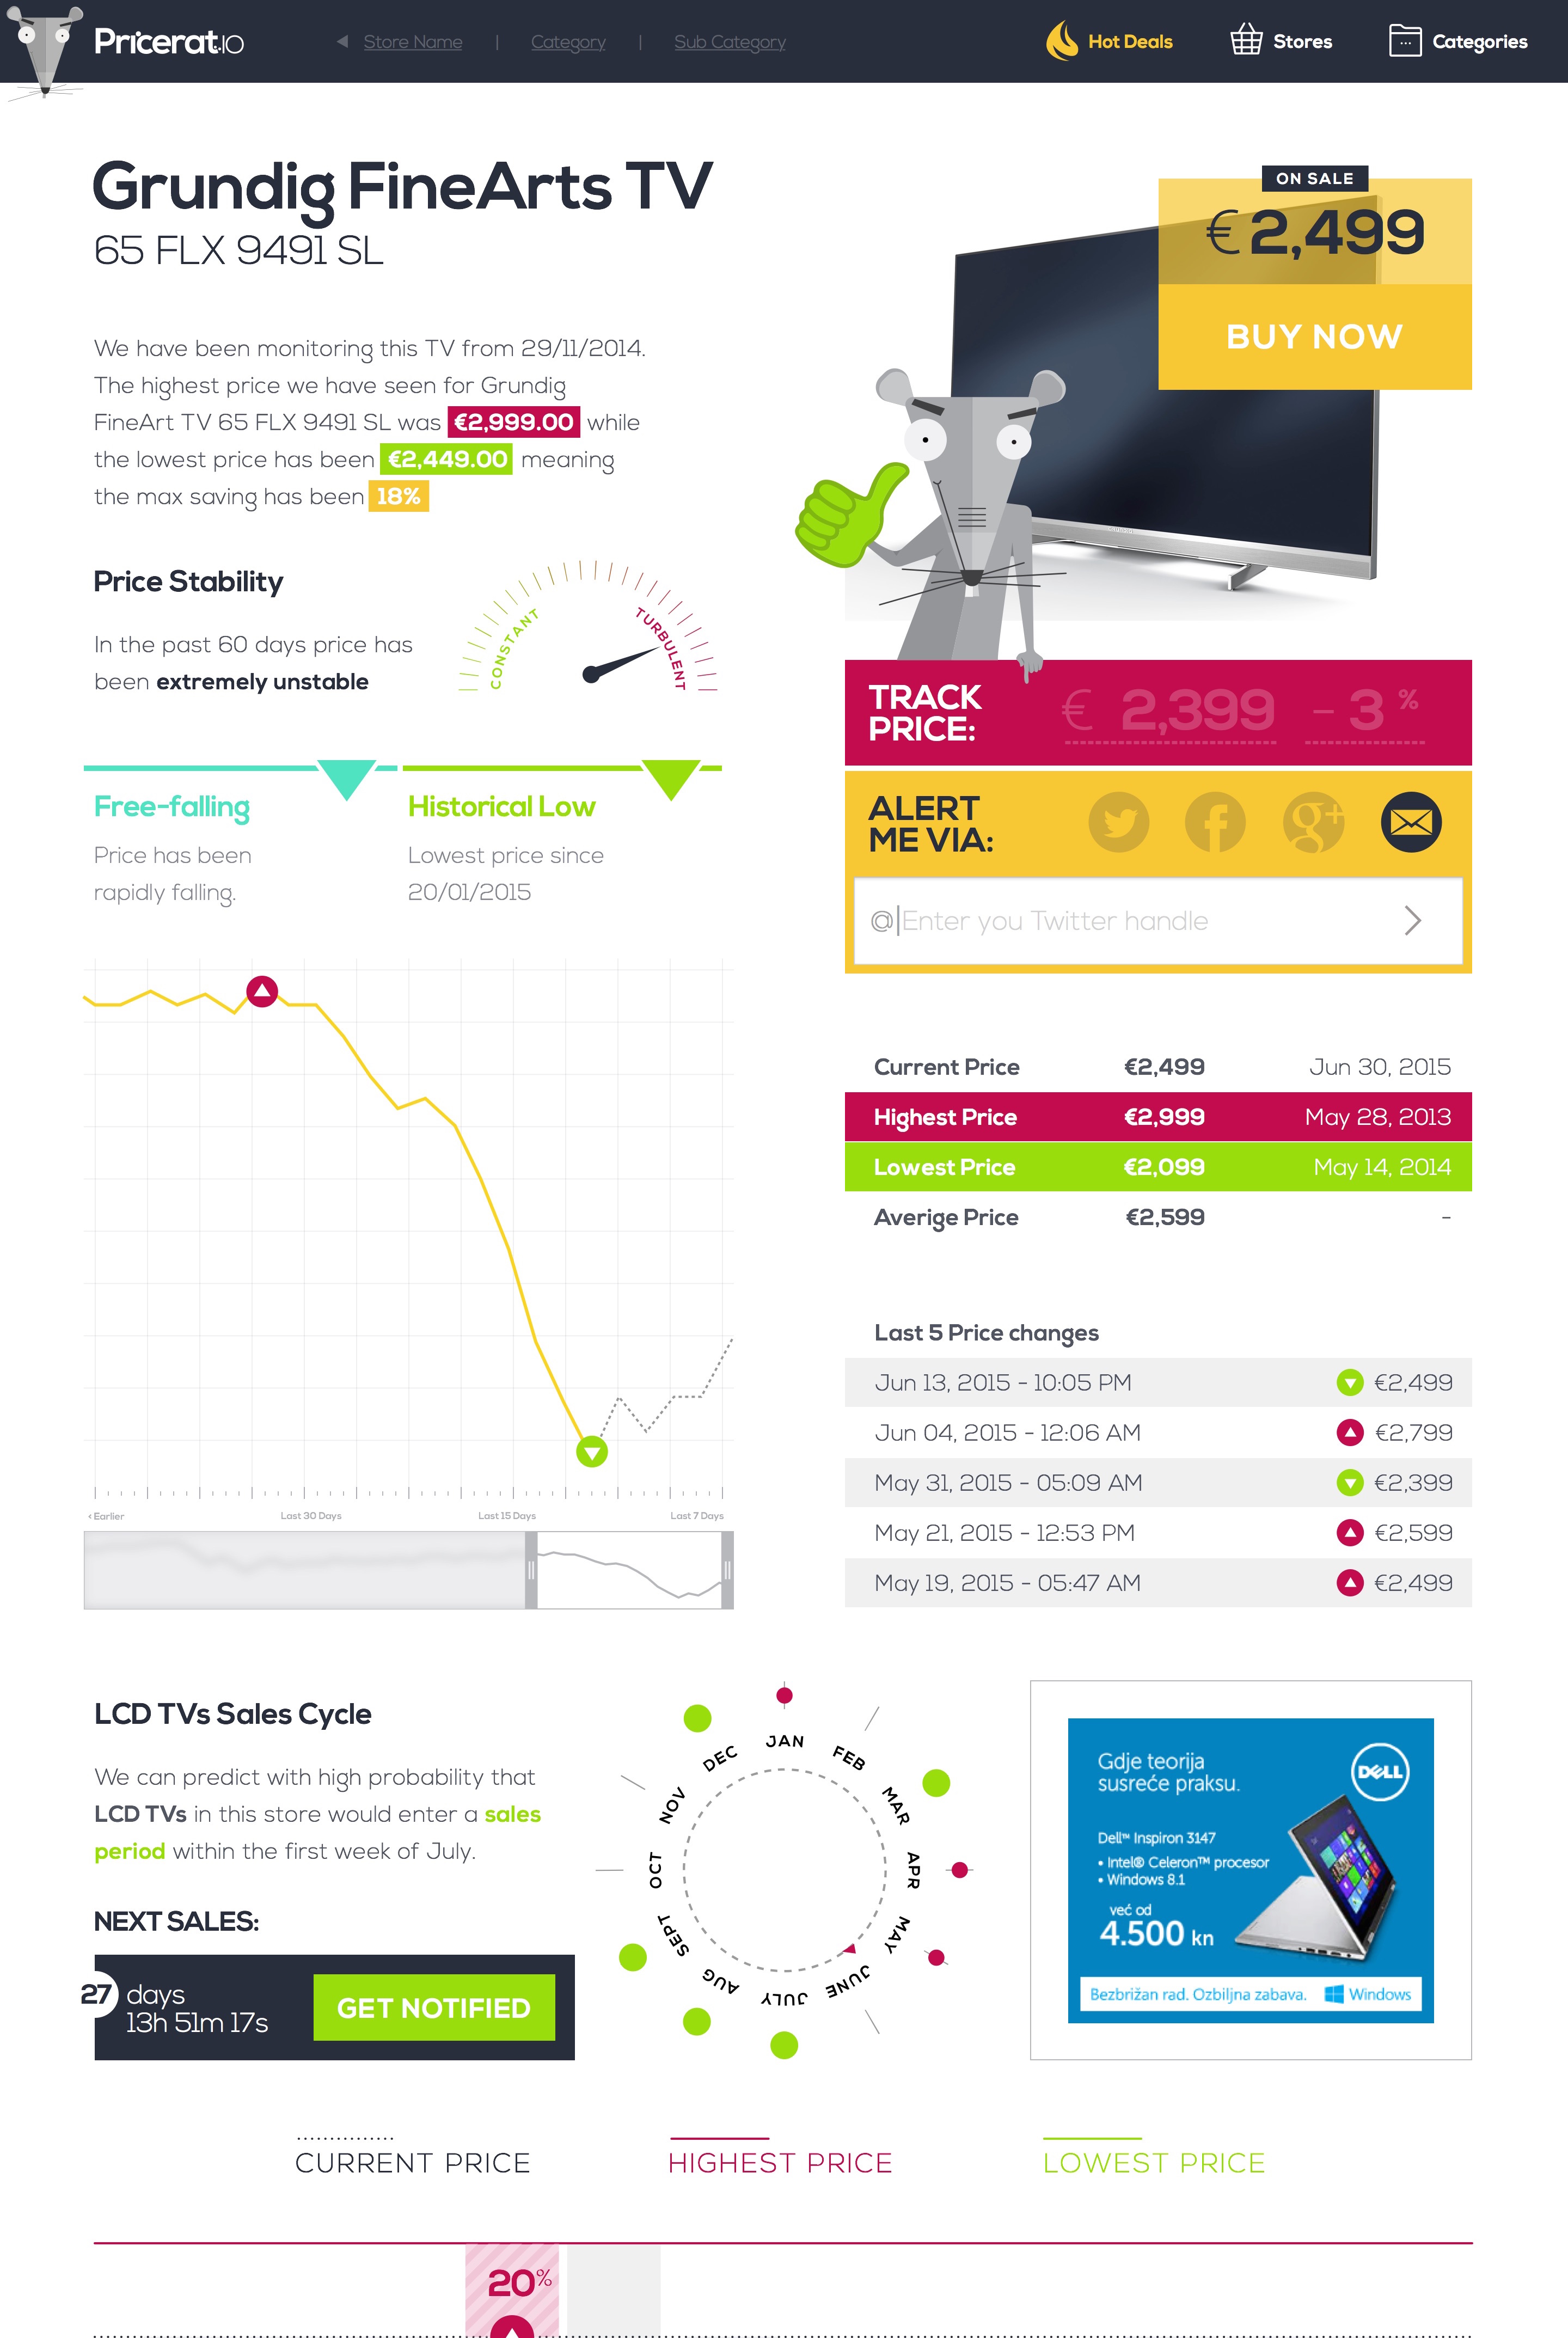 Pricerat.IO
Store Name | Category | Sub Category
Hot Deals
Stores
Categories
Grundig FineArts TV
65 FLX 9491 SL
ON SALE
€2,499
BUY NOW
We have been monitoring this TV from 29/11/2014.
The highest price we have seen for Grundig
FineArt TV 65 FLX 9491 SL was €2,999.00 while
the lowest price has been €2,449.00 meaning
the max saving has been 18%
Price Stability
In the past 60 days price has
been extremely unstable
CONSTANT
TURBULENT
TRACK
PRICE:
€ 2,399 - 3 %
Free-falling
Price has been
rapidly falling.
Historical Low
Lowest price since
20/01/2015
ALERT
ME VIA:
@ Enter you Twitter handle
‹ Earlier
Last 30 Days
Last 15 Days
Last 7 Days
Current Price €2,499 Jun 30, 2015
Highest Price €2,999 May 28, 2013
Lowest Price €2,099 May 14, 2014
Averige Price €2,599 -
Last 5 Price changes
Jun 13, 2015 - 10:05 PM €2,499
Jun 04, 2015 - 12:06 AM €2,799
May 31, 2015 - 05:09 AM €2,399
May 21, 2015 - 12:53 PM €2,599
May 19, 2015 - 05:47 AM €2,499
LCD TVs Sales Cycle
We can predict with high probability that
LCD TVs in this store would enter a sales
period within the first week of July.
NEXT SALES:
27 days
13h 51m 17s
GET NOTIFIED
JAN
FEB
MAR
APR
MAY
JUNE
JULY
AUG
SEPT
OCT
NOV
DEC
Gdje teorija
susreće praksu.
DELL
Dell™ Inspiron 3147
• Intel® Celeron™ procesor
• Windows 8.1
već od
4.500 kn
Bezbrižan rad. Ozbiljna zabava.
Windows
CURRENT PRICE
HIGHEST PRICE
LOWEST PRICE
20%